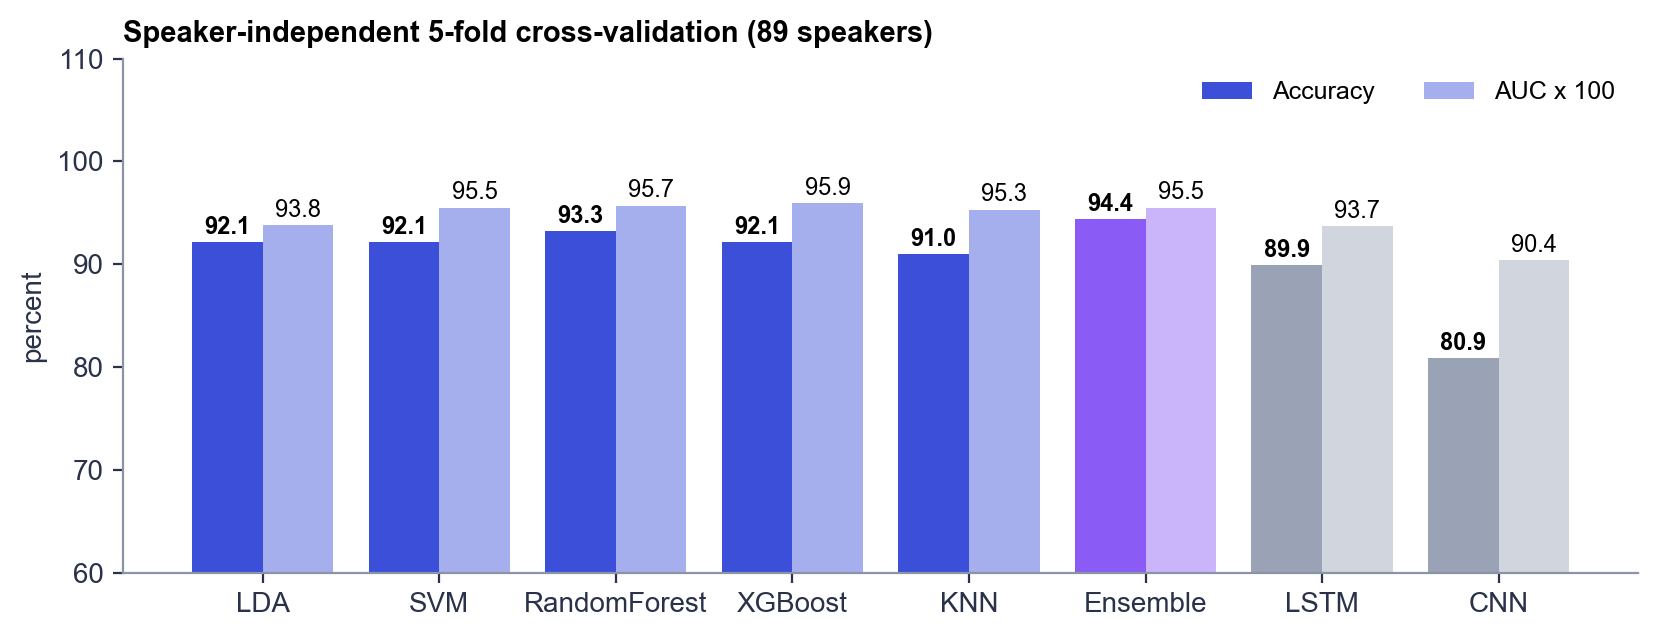 Speaker-independent 5-fold cross-validation (89 speakers)
110
Accuracy
AUC x 100
100
92.1 93.8
92.1 95.5
93.3 95.7
92.1 95.9
91.0 95.3
94.4 95.5
89.9 93.7
80.9 90.4
90
80
70
60
percent
LDA SVM RandomForest XGBoost KNN Ensemble LSTM CNN